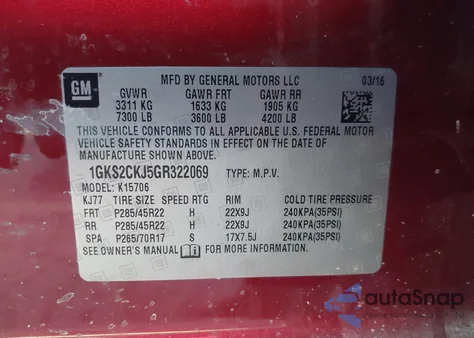 GM
MFD BY GENERAL MOTORS LLC 03/16
GVWR GAWR FRT GAWR RR
3311 KG 1633 KG 1905 KG
7300 LB 3600 LB 4200 LB
THIS VEHICLE CONFORMS TO ALL APPLICABLE U.S. FEDERAL MOTOR
VEHICLE SAFETY STANDARDS IN EFFECT ON THE DATE OF
MANUFACTURE SHOWN ABOVE.
1GKS2CKJ5GR322069 TYPE: M.P.V.
MODEL: K15706
KJ77 TIRE SIZE SPEED RTG RIM COLD TIRE PRESSURE
FRT P285/45R22 H 22X9J 240KPA(35PSI)
RR P285/45R22 H 22X9J 240KPA(35PSI)
SPA P265/70R17 S 17X7.5J 240KPA(35PSI)
SEE OWNER'S MANUAL
autoSnap